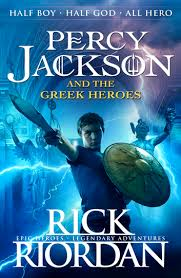 HALF BOY · HALF GOD · ALL HERO
PERCY
JACKSON
AND THE
GREEK HEROES
RICK
EPIC HEROES · LEGENDARY ADVENTURES
RIORDAN